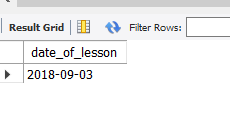 Result Grid Filter Rows:
date_of_lesson
2018-09-03